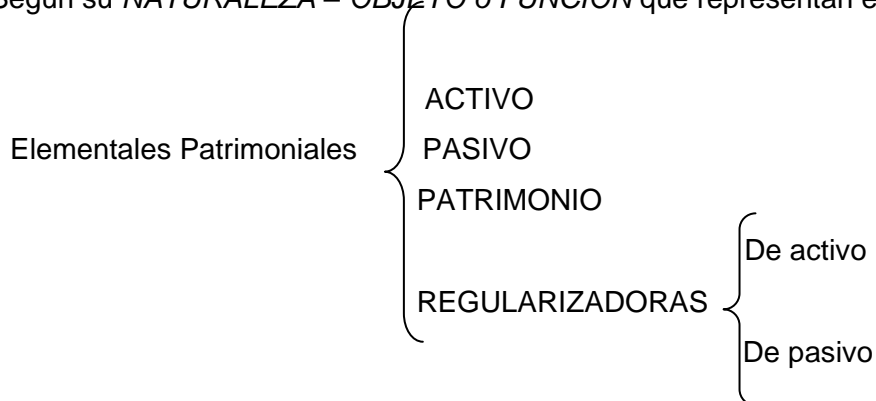 Según su NATURALEZA – OBJETO o FUNCIÓN que representan e
ACTIVO
Elementales Patrimoniales
PASIVO
PATRIMONIO
De activo
REGULARIZADORAS
De pasivo